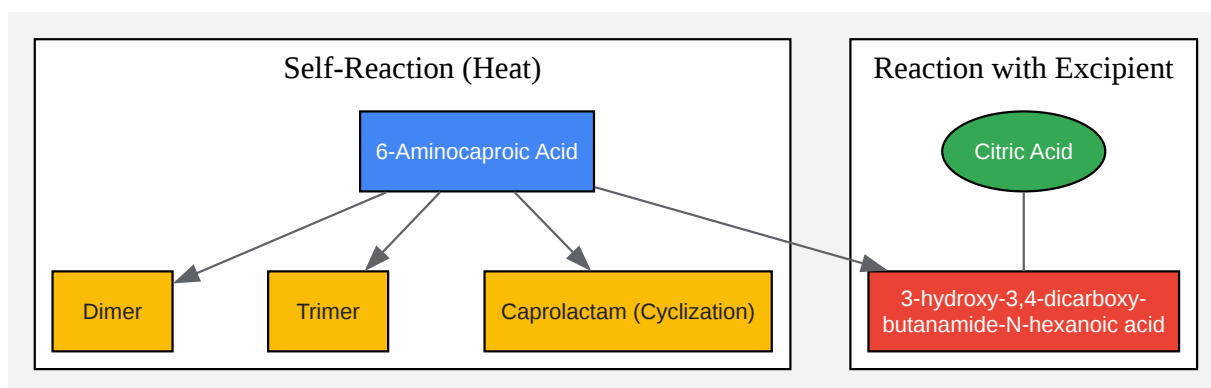 Self-Reaction (Heat)
Reaction with Excipient
6-Aminocaproic Acid
Citric Acid
Dimer
Trimer
Caprolactam (Cyclization)
3-hydroxy-3,4-dicarboxy-
butanamide-N-hexanoic acid